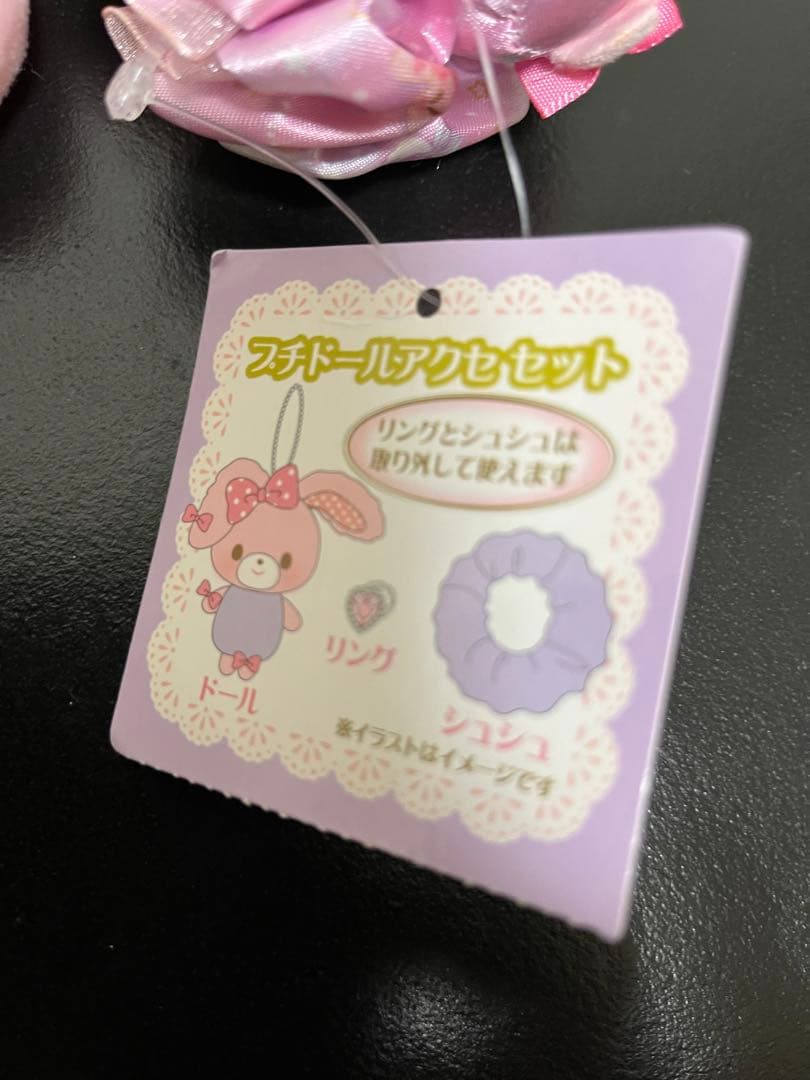 プチドールアクセ セット
リングとシュシュは
取り外して使えます
リング
ドール
シュシュ
※イラストはイメージです